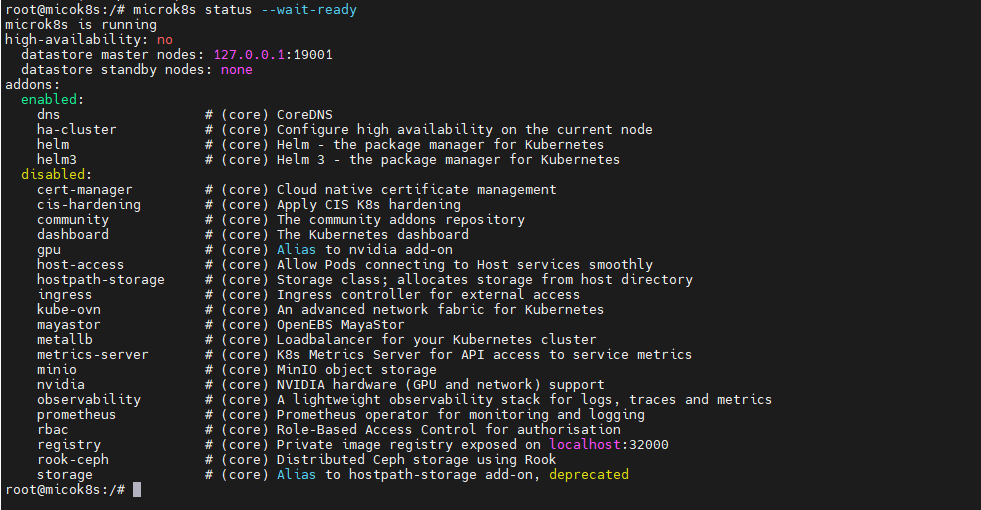 root@micok8s:/# microk8s status --wait-ready
microk8s is running
high-availability: no
  datastore master nodes: 127.0.0.1:19001
  datastore standby nodes: none
addons:
  enabled:
    dns                  # (core) CoreDNS
    ha-cluster           # (core) Configure high availability on the current node
    helm                 # (core) Helm - the package manager for Kubernetes
    helm3                # (core) Helm 3 - the package manager for Kubernetes
  disabled:
    cert-manager         # (core) Cloud native certificate management
    cis-hardening        # (core) Apply CIS K8s hardening
    community            # (core) The community addons repository
    dashboard            # (core) The Kubernetes dashboard
    gpu                  # (core) Alias to nvidia add-on
    host-access          # (core) Allow Pods connecting to Host services smoothly
    hostpath-storage     # (core) Storage class; allocates storage from host directory
    ingress              # (core) Ingress controller for external access
    kube-ovn             # (core) An advanced network fabric for Kubernetes
    mayastor             # (core) OpenEBS MayaStor
    metallb              # (core) Loadbalancer for your Kubernetes cluster
    metrics-server       # (core) K8s Metrics Server for API access to service metrics
    minio                # (core) MinIO object storage
    nvidia               # (core) NVIDIA hardware (GPU and network) support
    observability        # (core) A lightweight observability stack for logs, traces and metrics
    prometheus           # (core) Prometheus operator for monitoring and logging
    rbac                 # (core) Role-Based Access Control for authorisation
    registry             # (core) Private image registry exposed on localhost:32000
    rook-ceph            # (core) Distributed Ceph storage using Rook
    storage              # (core) Alias to hostpath-storage add-on, deprecated
root@micok8s:/#